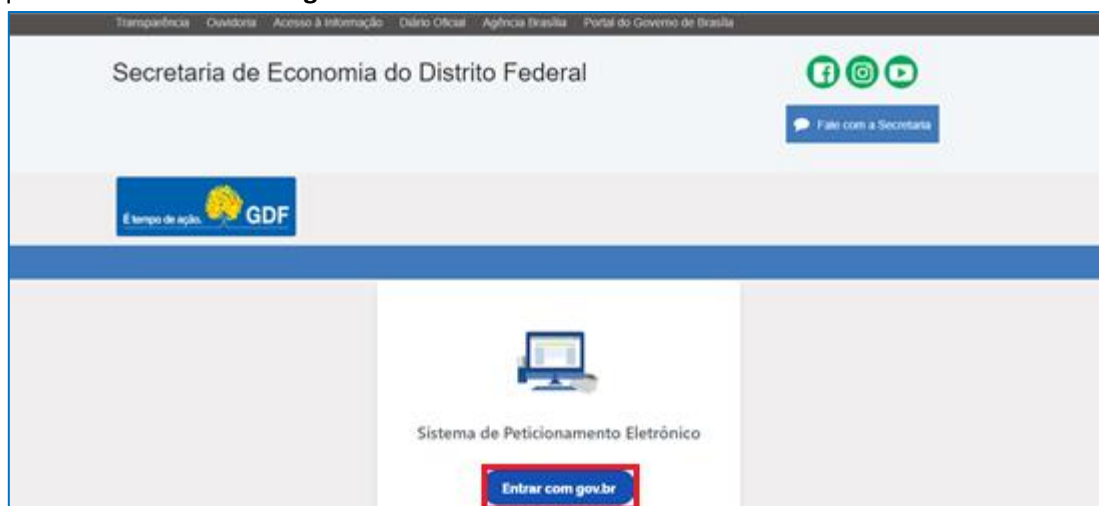 Transparência Ouvidoria Acesso à Informação Diário Oficial Agência Brasília Portal do Governo de Brasília
Secretaria de Economia do Distrito Federal
Fale com a Secretaria
É tempo de ação. GDF
Sistema de Peticionamento Eletrônico
Entrar com gov.br